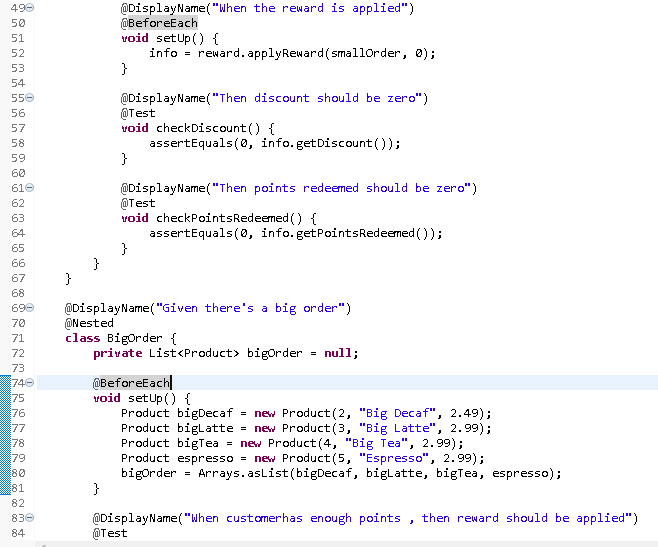 49 @DisplayName("When the reward is applied")
50 @BeforeEach
51 void setUp() {
52 info = reward.applyReward(smallOrder, 0);
53 }
54
55 @DisplayName("Then discount should be zero")
56 @Test
57 void checkDiscount() {
58 assertEquals(0, info.getDiscount());
59 }
60
61 @DisplayName("Then points redeemed should be zero")
62 @Test
63 void checkPointsRedeemed() {
64 assertEquals(0, info.getPointsRedeemed());
65 }
66 }
67 }
68
69 @DisplayName("Given there's a big order")
70 @Nested
71 class BigOrder {
72 private List<Product> bigOrder = null;
73
74 @BeforeEach
75 void setUp() {
76 Product bigDecaf = new Product(2, "Big Decaf", 2.49);
77 Product bigLatte = new Product(3, "Big Latte", 2.99);
78 Product bigTea = new Product(4, "Big Tea", 2.99);
79 Product espresso = new Product(5, "Espresso", 2.99);
80 bigOrder = Arrays.asList(bigDecaf, bigLatte, bigTea, espresso);
81 }
82
83 @DisplayName("When customerhas enough points , then reward should be applied")
84 @Test